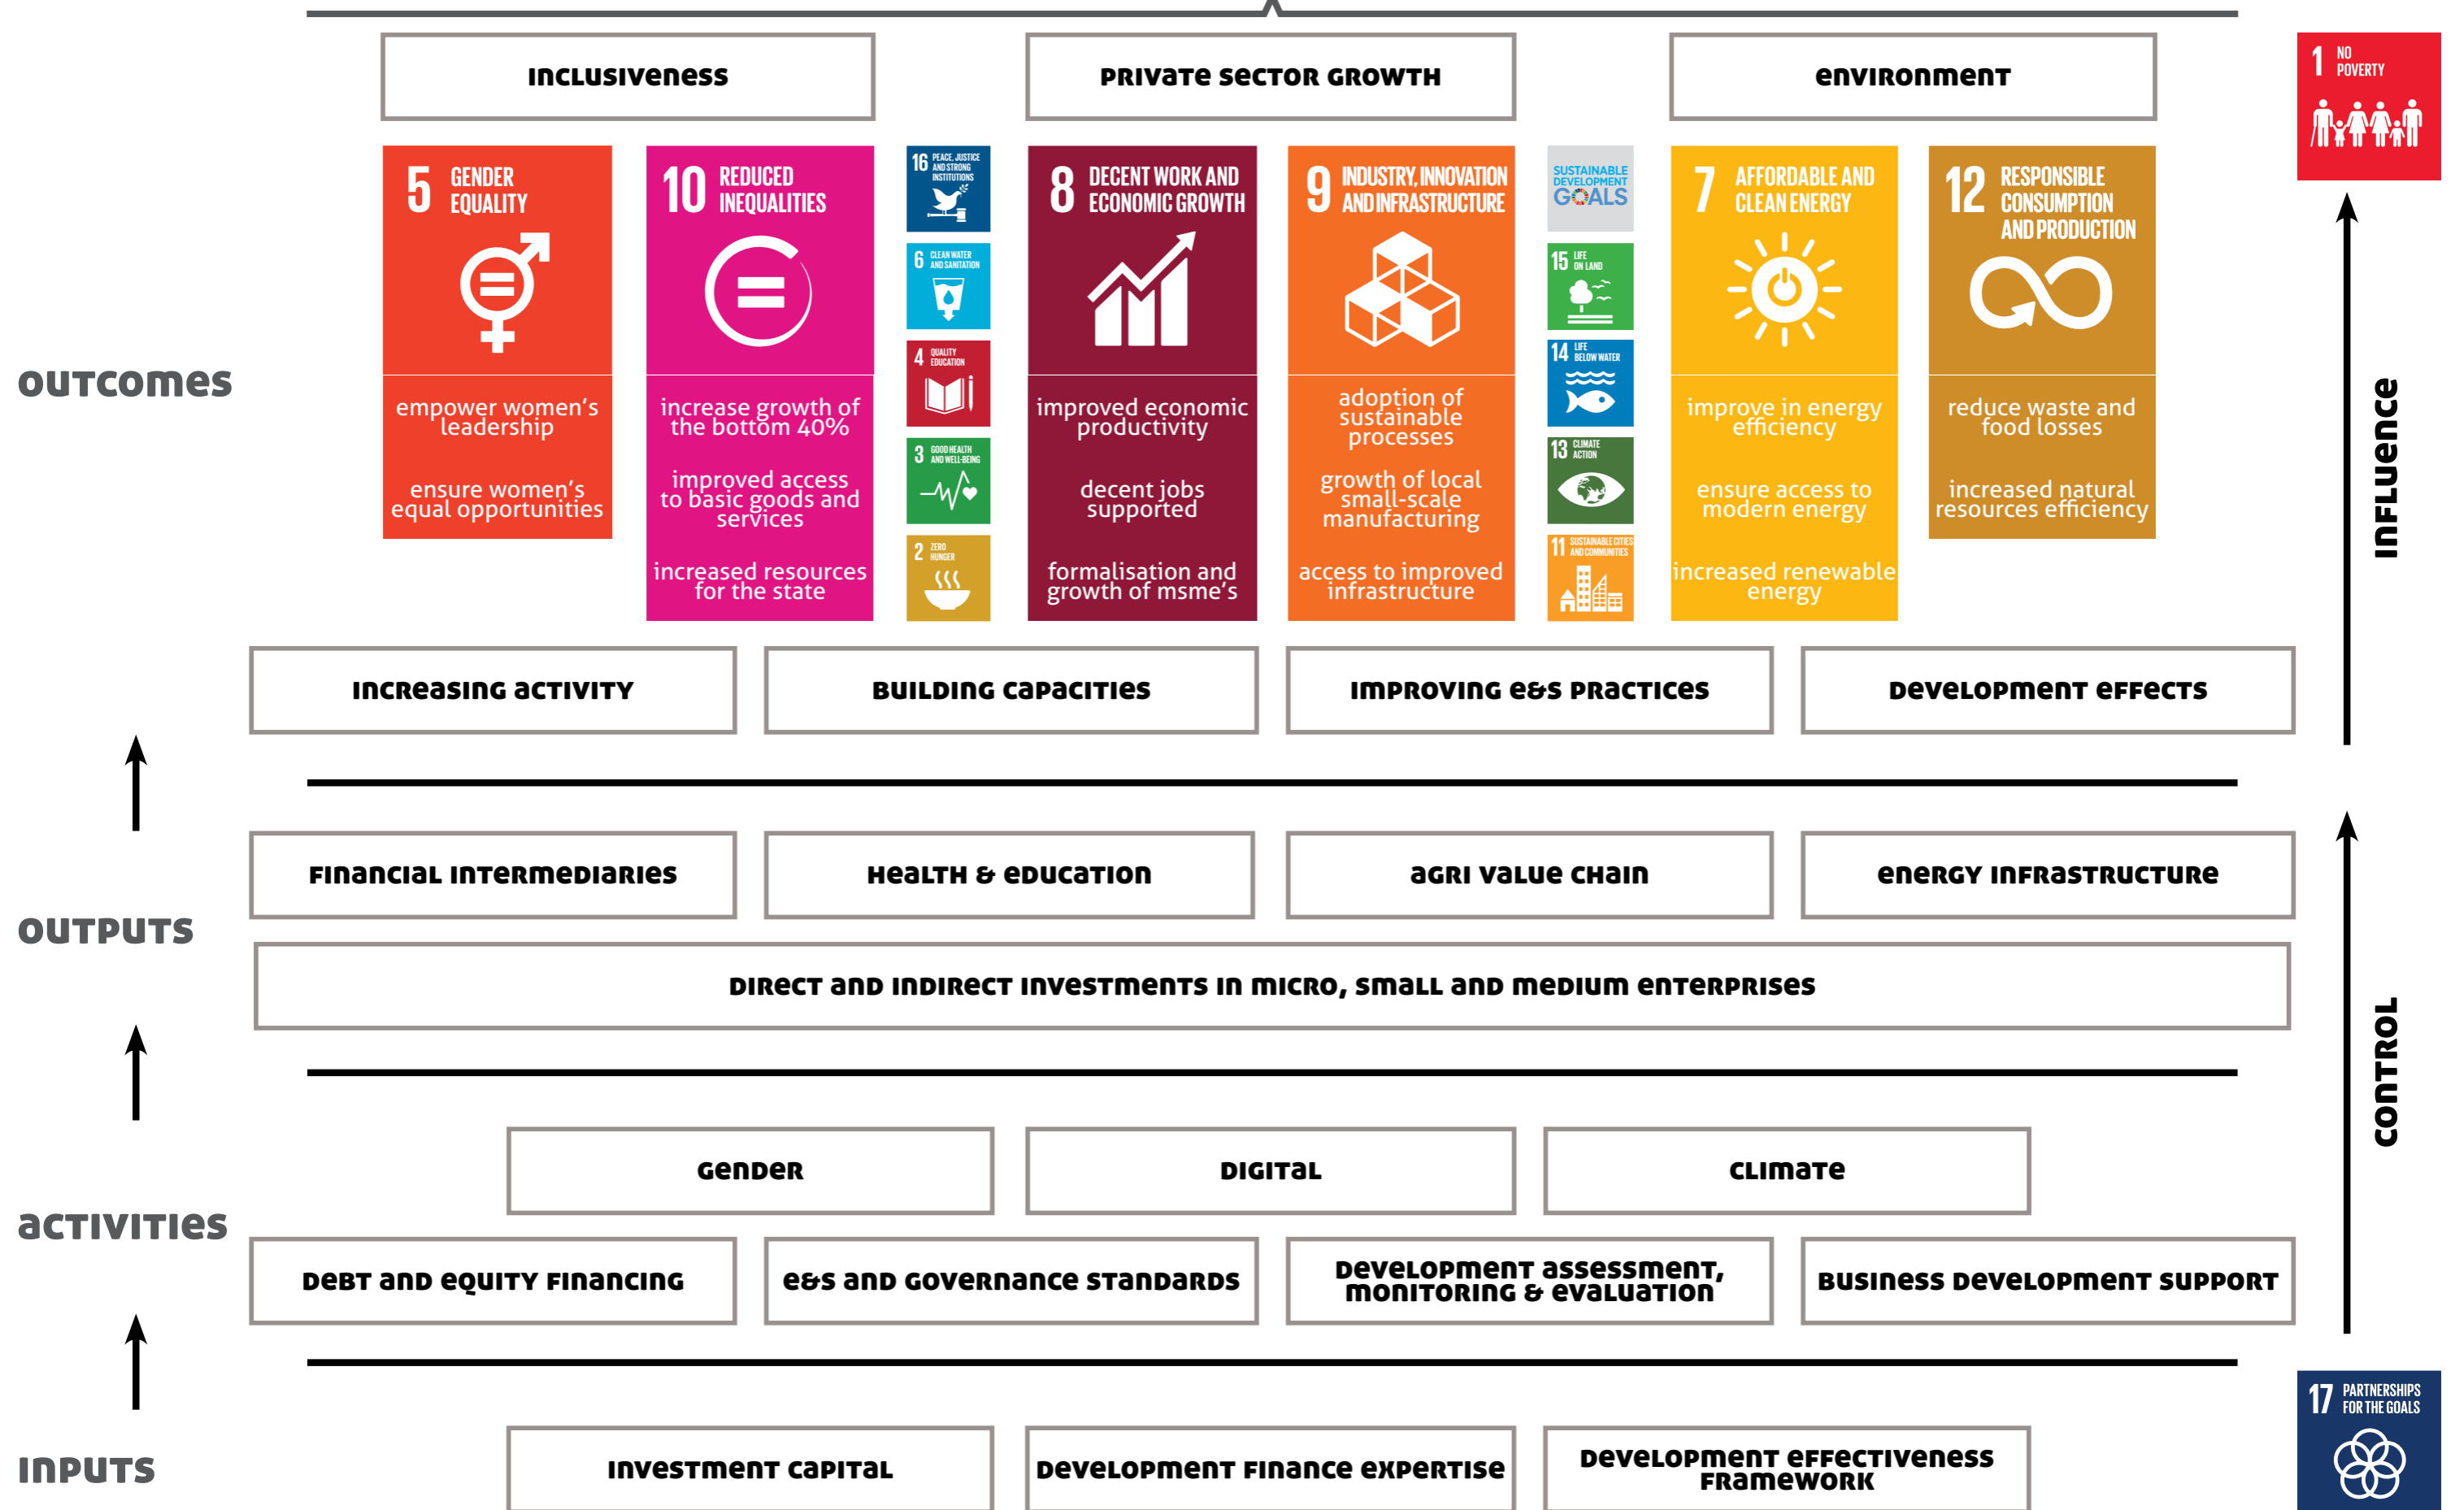 INCLUSIVENESS
PRIVATE SECTOR GROWTH
ENVIRONMENT
1 NO
POVERTY
5 GENDER
EQUALITY
empower women's
leadership
ensure women's
equal opportunities
10 REDUCED
INEQUALITIES
increase growth of
the bottom 40%
improved access
to basic goods and
services
increased resources
for the state
16 PEACE, JUSTICE
AND STRONG
INSTITUTIONS
6 CLEAN WATER
AND SANITATION
4 QUALITY
EDUCATION
3 GOOD HEALTH
AND WELL-BEING
2 ZERO
HUNGER
8 DECENT WORK AND
ECONOMIC GROWTH
improved economic
productivity
decent jobs
supported
formalisation and
growth of msme's
9 INDUSTRY, INNOVATION
AND INFRASTRUCTURE
adoption of
sustainable
processes
growth of local
small-scale
manufacturing
access to improved
infrastructure
SUSTAINABLE
DEVELOPMENT
GOALS
15 LIFE
ON LAND
14 LIFE
BELOW WATER
13 CLIMATE
ACTION
11 SUSTAINABLE CITIES
AND COMMUNITIES
7 AFFORDABLE AND
CLEAN ENERGY
improve in energy
efficiency
ensure access to
modern energy
increased renewable
energy
12 RESPONSIBLE
CONSUMPTION
AND PRODUCTION
reduce waste and
food losses
increased natural
resources efficiency
OUTCOMES
INFLUENCE
INCREASING ACTIVITY
BUILDING CAPACITIES
IMPROVING E&S PRACTICES
DEVELOPMENT EFFECTS
FINANCIAL INTERMEDIARIES
HEALTH & EDUCATION
AGRI VALUE CHAIN
ENERGY INFRASTRUCTURE
OUTPUTS
DIRECT AND INDIRECT INVESTMENTS IN MICRO, SMALL AND MEDIUM ENTERPRISES
CONTROL
GENDER
DIGITAL
CLIMATE
ACTIVITIES
DEBT AND EQUITY FINANCING
E&S AND GOVERNANCE STANDARDS
DEVELOPMENT ASSESSMENT,
MONITORING & EVALUATION
BUSINESS DEVELOPMENT SUPPORT
17 PARTNERSHIPS
FOR THE GOALS
INPUTS
INVESTMENT CAPITAL
DEVELOPMENT FINANCE EXPERTISE
DEVELOPMENT EFFECTIVENESS
FRAMEWORK